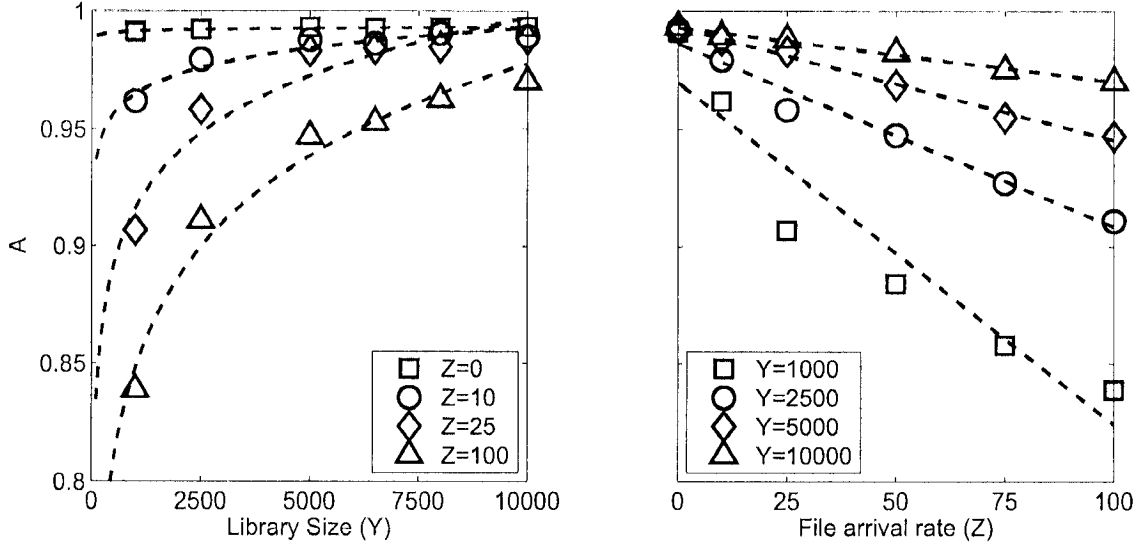 1
0.95
0.9
0.85
0.8
A
0 2500 5000 7500 10000
Library Size (Y)
Z=0
Z=10
Z=25
Z=100
0 25 50 75 100
File arrival rate (Z)
Y=1000
Y=2500
Y=5000
Y=10000